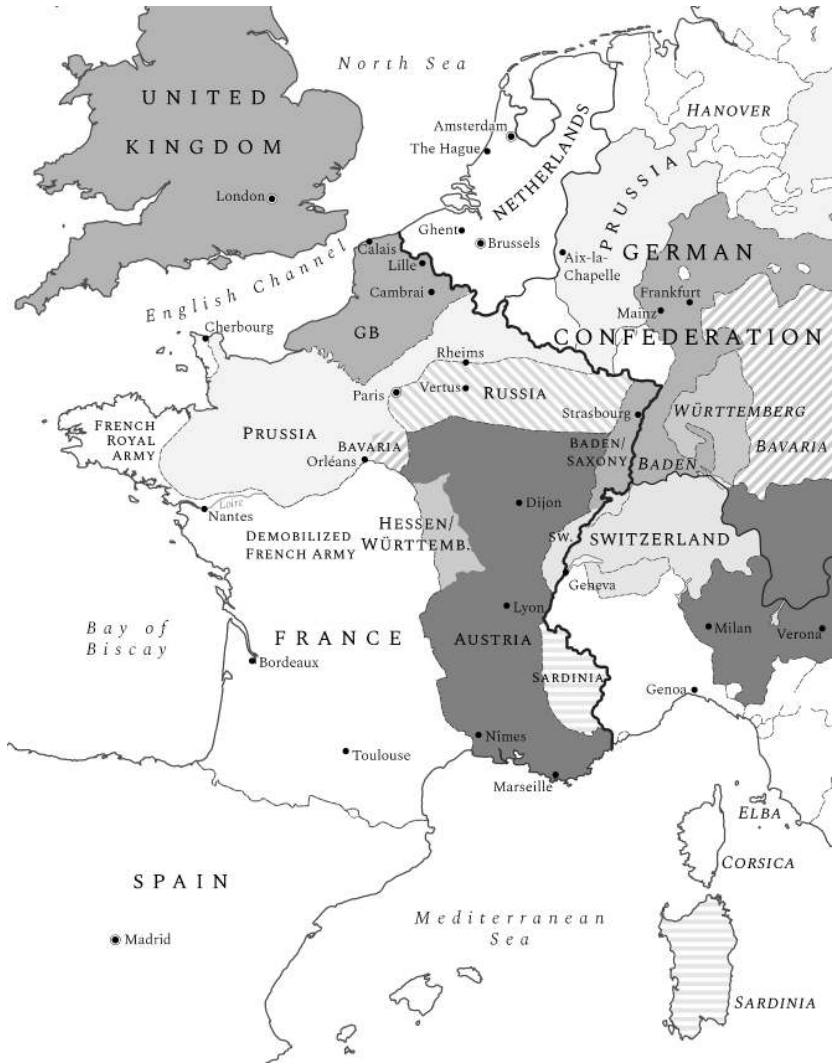 North Sea
UNITED
KINGDOM
HANOVER
Amsterdam
The Hague
NETHERLANDS
PRUSSIA
London
Ghent
Brussels
Calais
Lille
Aix-la-
Chapelle
GERMAN
English Channel
Cambrai
Frankfurt
Mainz
Cherbourg
GB
CONFEDERATION
Rheims
Paris
Vertus
RUSSIA
Strasbourg
WÜRTTEMBERG
FRENCH
ROYAL
ARMY
PRUSSIA
BAVARIA
BADEN/
SAXONY
BAVARIA
Orléans
BADEN
Loire
Nantes
Dijon
HESSEN/
WÜRTTEMB.
DEMOBILIZED
FRENCH ARMY
SW.
SWITZERLAND
Geneva
Lyon
Bay of
Biscay
FRANCE
AUSTRIA
Milan
Verona
Bordeaux
SARDINIA
Genoa
Nîmes
Toulouse
Marseille
ELBA
CORSICA
SPAIN
Mediterranean
Sea
Madrid
SARDINIA